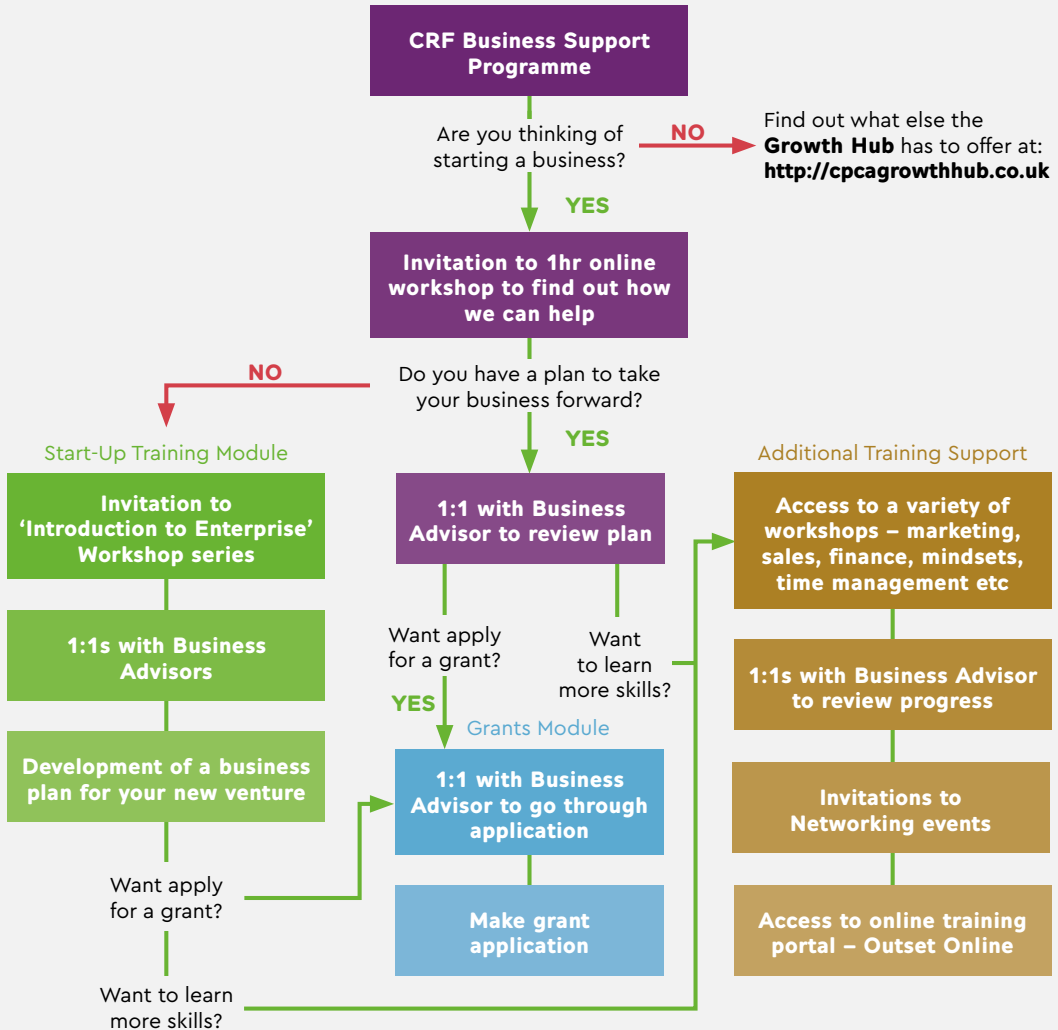 CRF Business Support
Programme
Are you thinking of
starting a business?
NO
Find out what else the
Growth Hub has to offer at:
http://cpcagrowthhub.co.uk
YES
Invitation to 1hr online
workshop to find out how
we can help
NO
Do you have a plan to take
your business forward?
YES
Start-Up Training Module
Invitation to
‘Introduction to Enterprise’
Workshop series
1:1s with Business
Advisors
Development of a business
plan for your new venture
Want apply
for a grant?
Want to learn
more skills?
1:1 with Business
Advisor to review plan
Want apply
for a grant?
YES
Want
to learn
more skills?
Grants Module
1:1 with Business
Advisor to go through
application
Make grant
application
Additional Training Support
Access to a variety of
workshops – marketing,
sales, finance, mindsets,
time management etc
1:1s with Business Advisor
to review progress
Invitations to
Networking events
Access to online training
portal – Outset Online